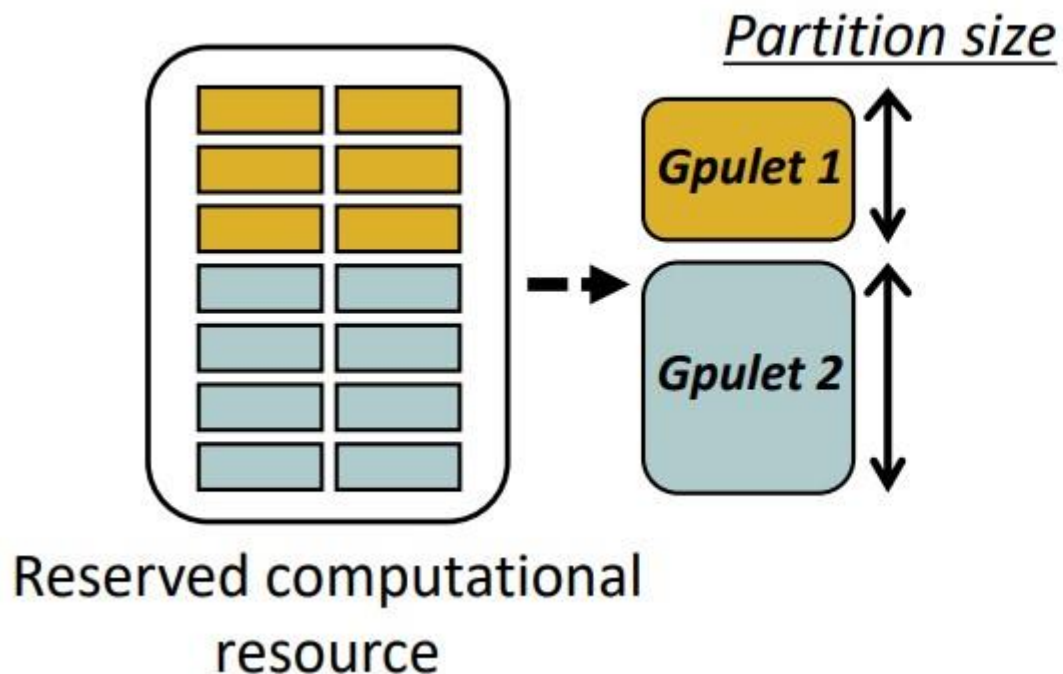 Partition size
Gpulet 1
Gpulet 2
Reserved computational
resource